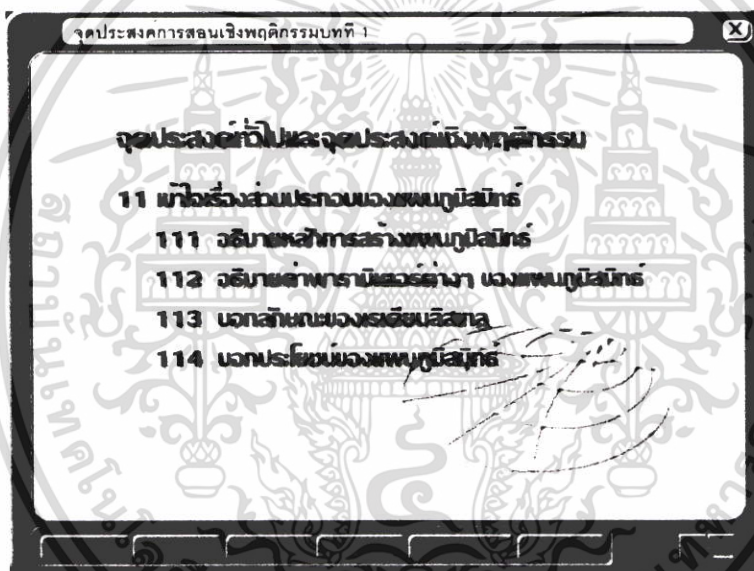 จุดประสงค์การสอนเชิงพฤติกรรมบทที่ 1
X
จุดประสงค์ทั่วไปและจุดประสงค์เชิงพฤติกรรม
11 เข้าใจเรื่องส่วนประกอบของแผนภูมิสมิทธ์
111 อธิบายหลักการสร้างแผนภูมิสมิทธ์
112 อธิบายค่าพารามิเตอร์ต่างๆ ของแผนภูมิสมิทธ์
113 บอกลักษณะของเรเดียลสเกล
114 บอกประโยชน์ของแผนภูมิสมิทธ์